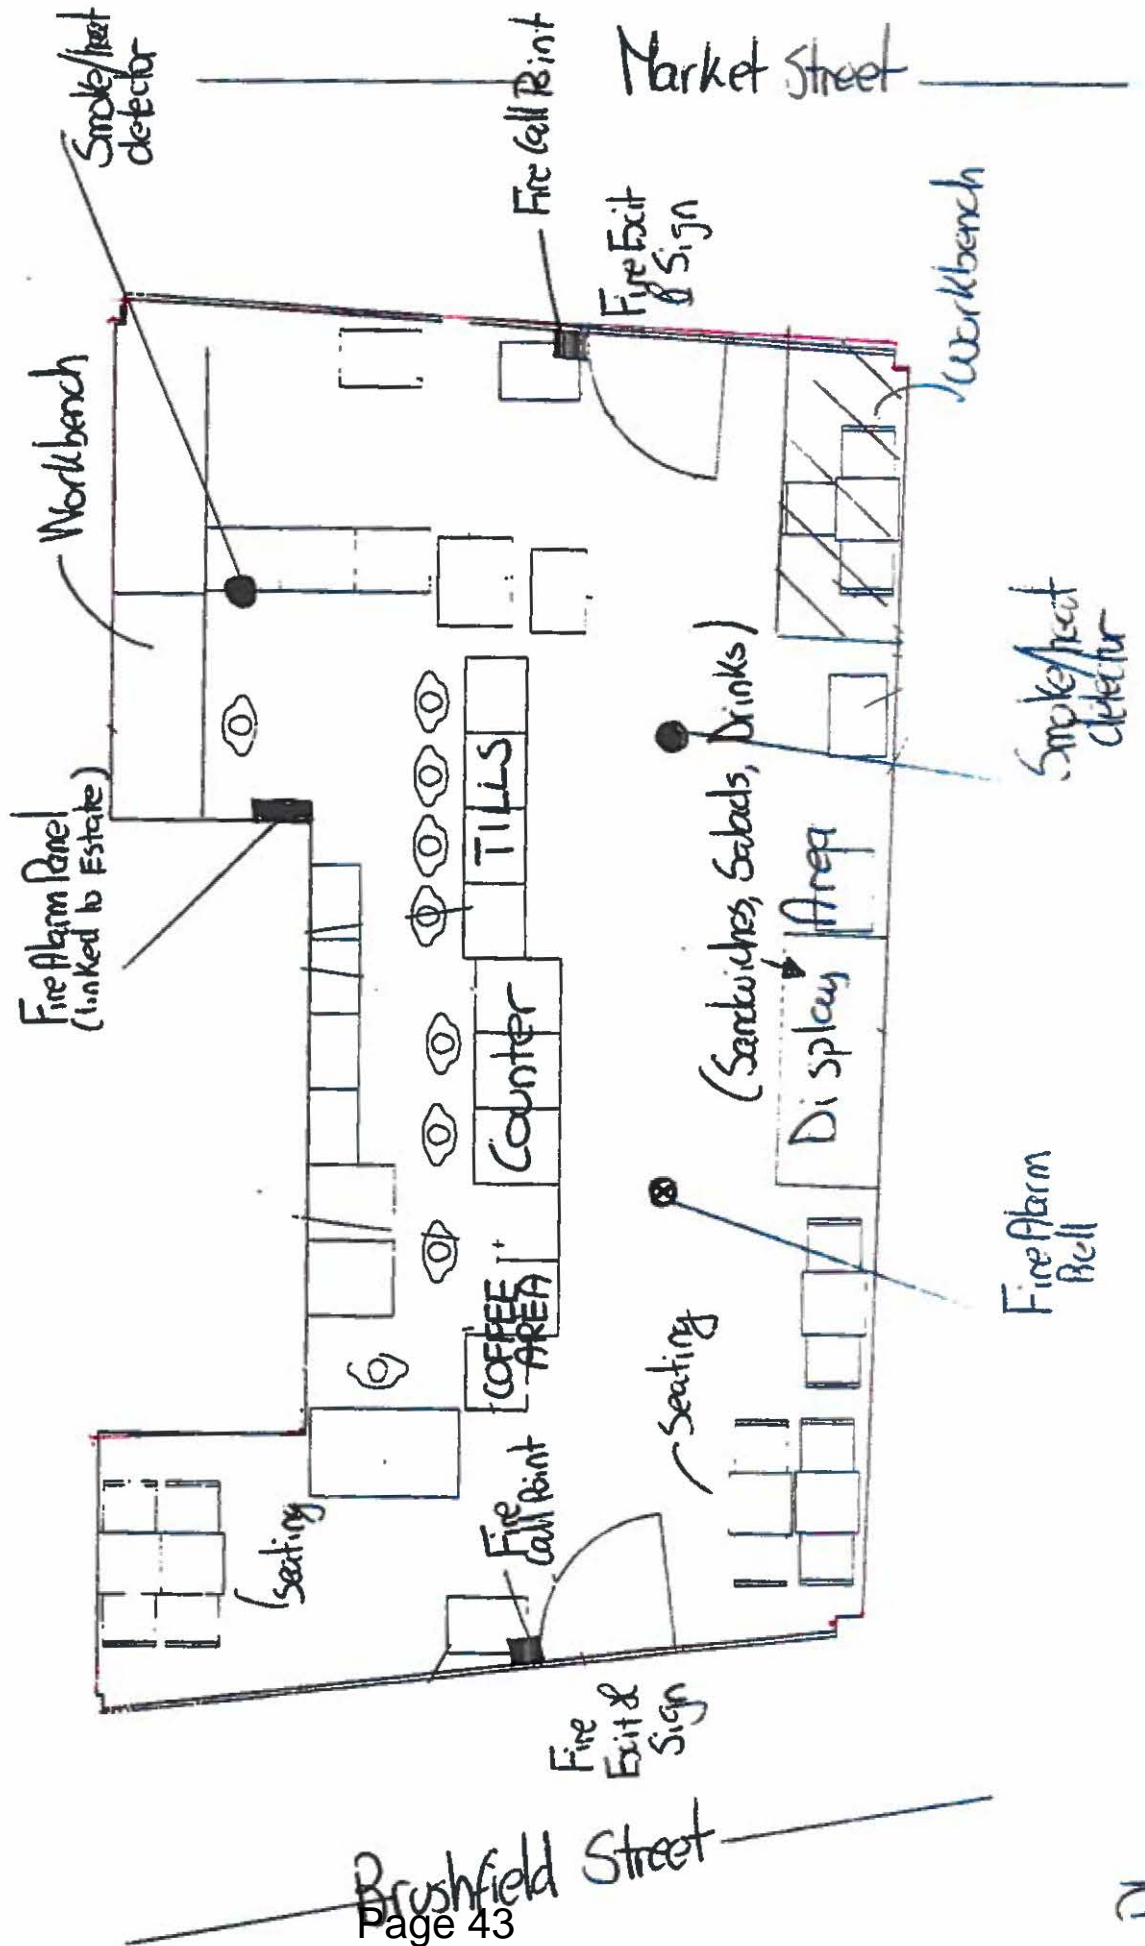 Smoke/heat
detector
Market Street
Fire Call Point
Fire Exit
& Sign
Workbench
Workbench
Fire Alarm Panel
(linked to Estate)
TILLS
Counter
COFFEE
AREA
(Sandwiches, Salads, Drinks)
Display Area
Smoke/heat
detector
Fire Alarm
Bell
Seating
Seating
Fire
Call Point
Fire
Exit &
Sign
Brushfield Street
Page 43